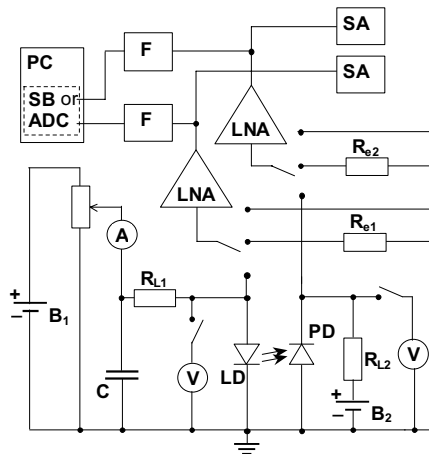 SA
F
PC
SA
SB or
ADC
F
LNA
R_e2
LNA
R_e1
A
R_L1
+
–
B_1
PD
R_L2
V
V
C
LD
+
–
B_2